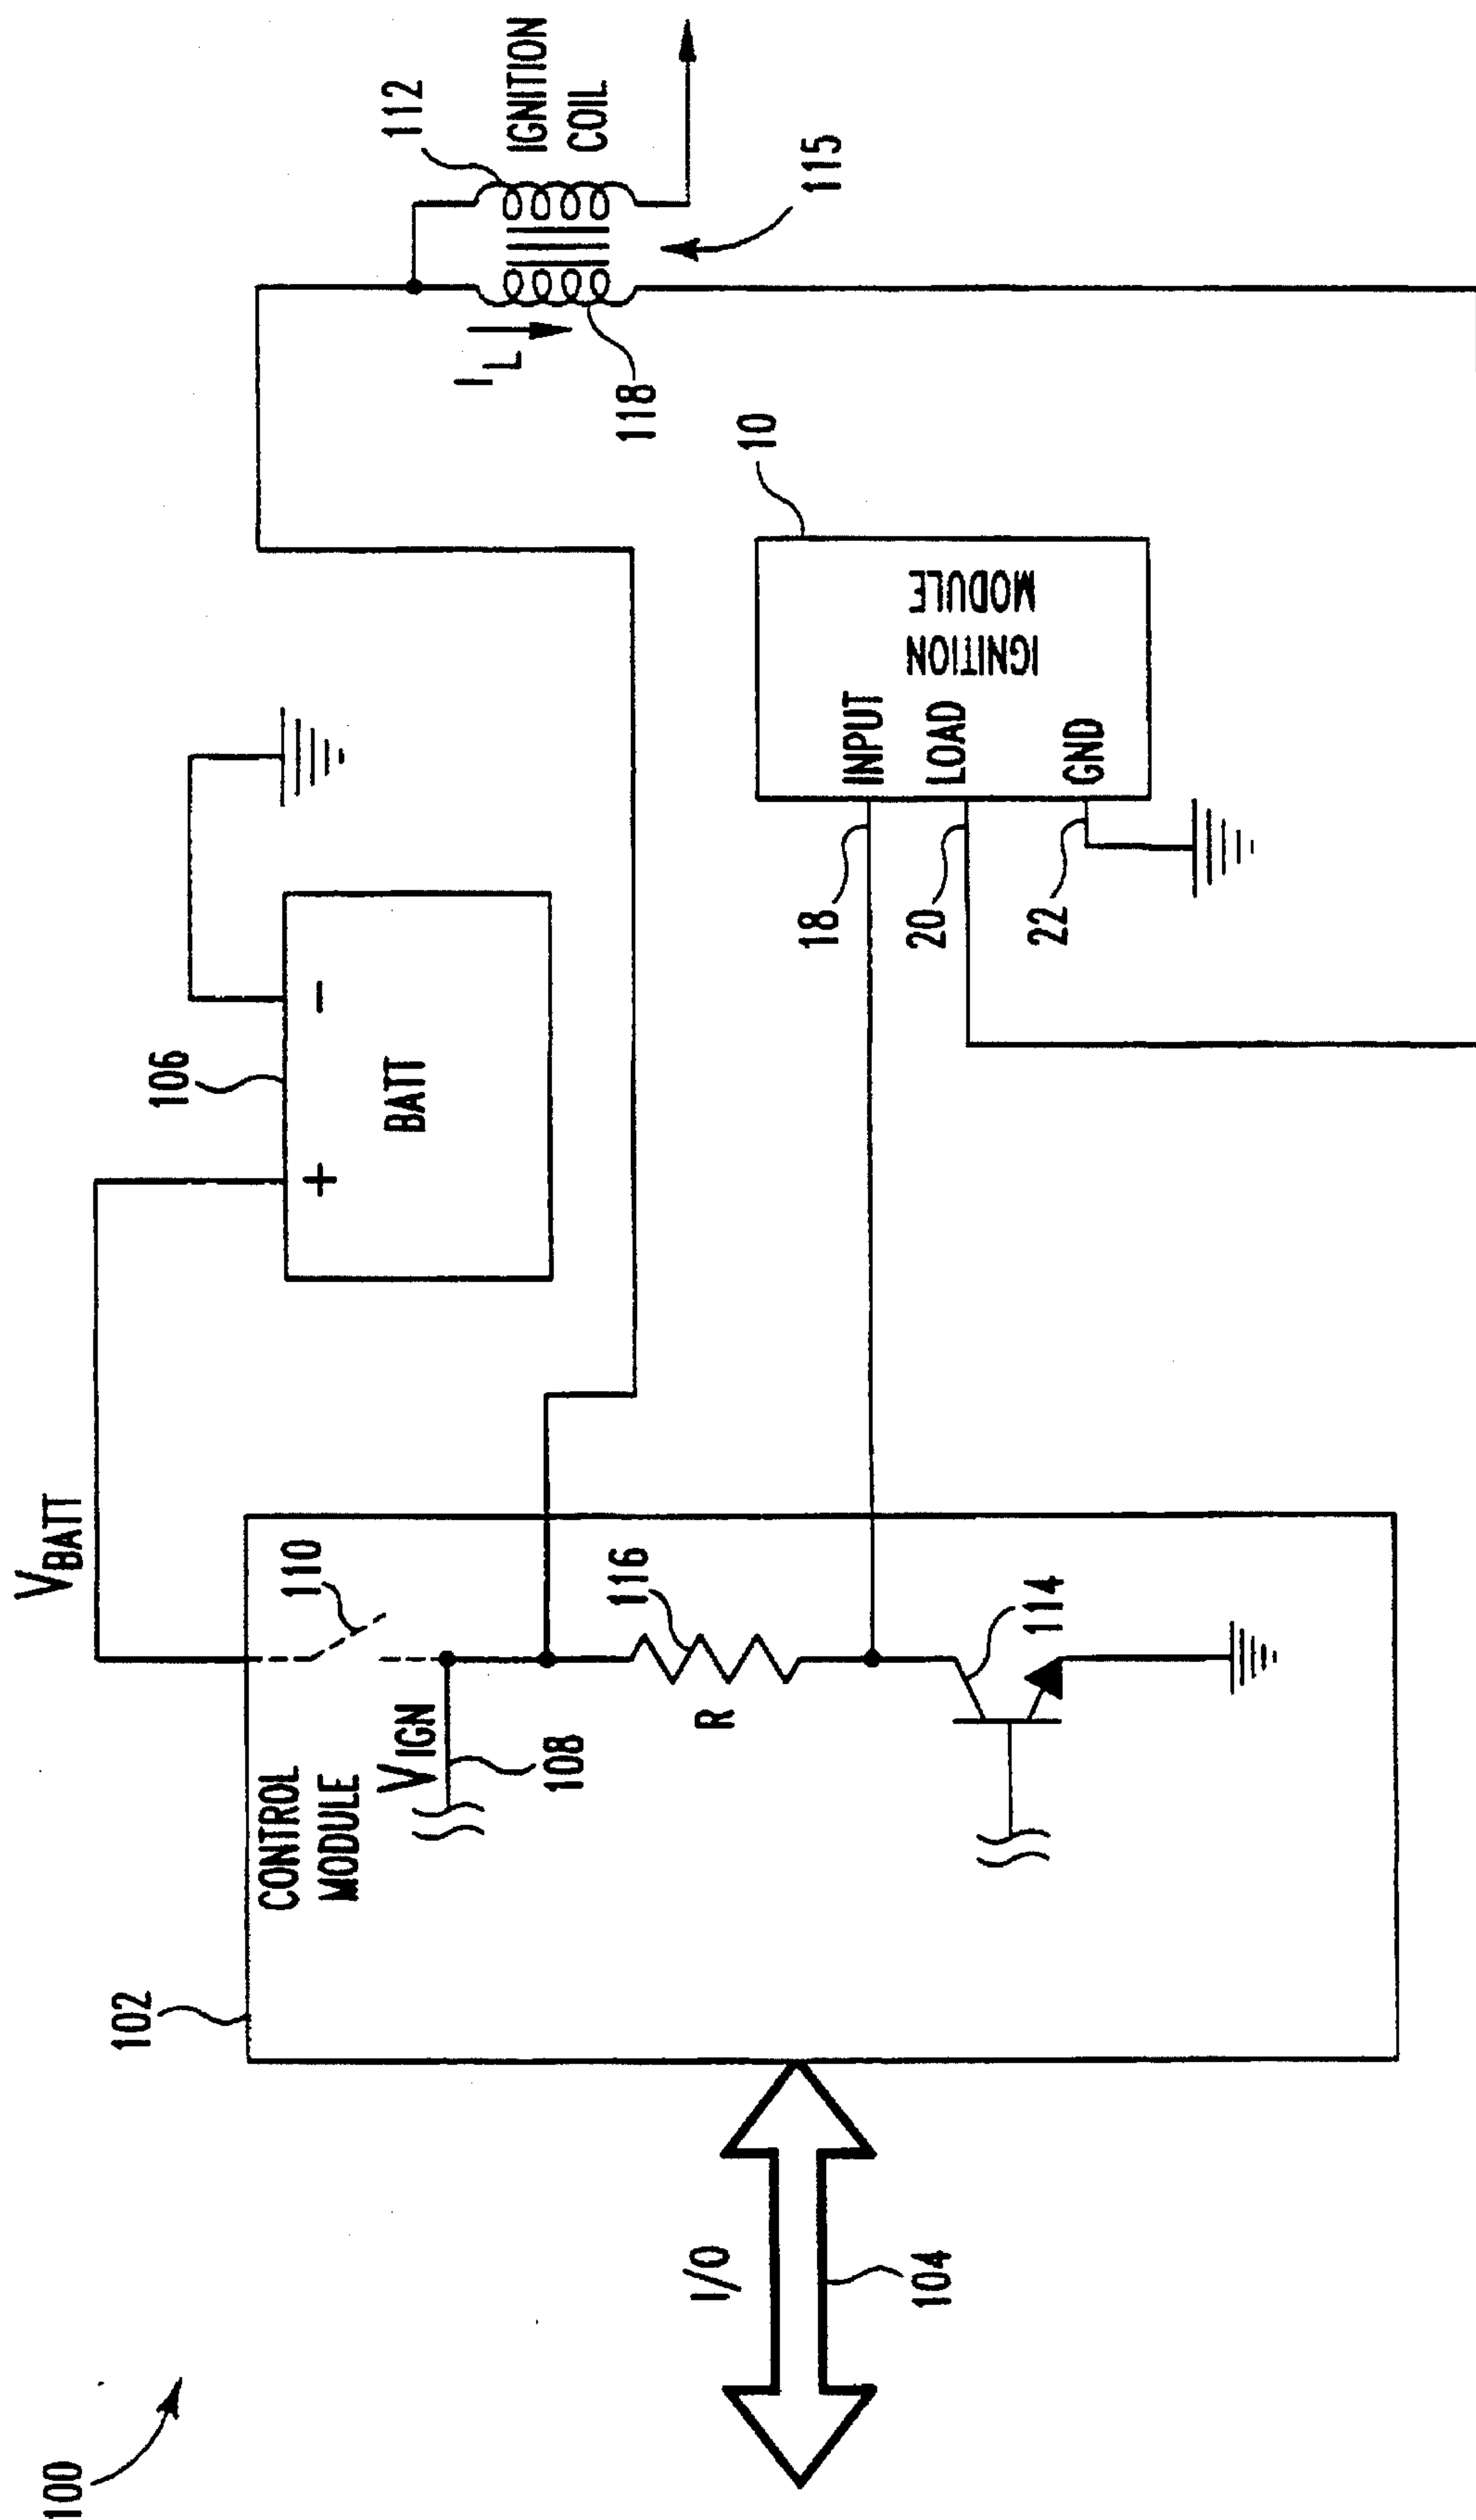 100
I/O
104
102
CONTROL
MODULE
VBATT
110
VIGN
108
116
R
114
106
+
BATT
-
18
20
22
INPUT
LOAD
GND
IGNITION
MODULE
10
IL
118
112
IGNITION
COIL
115